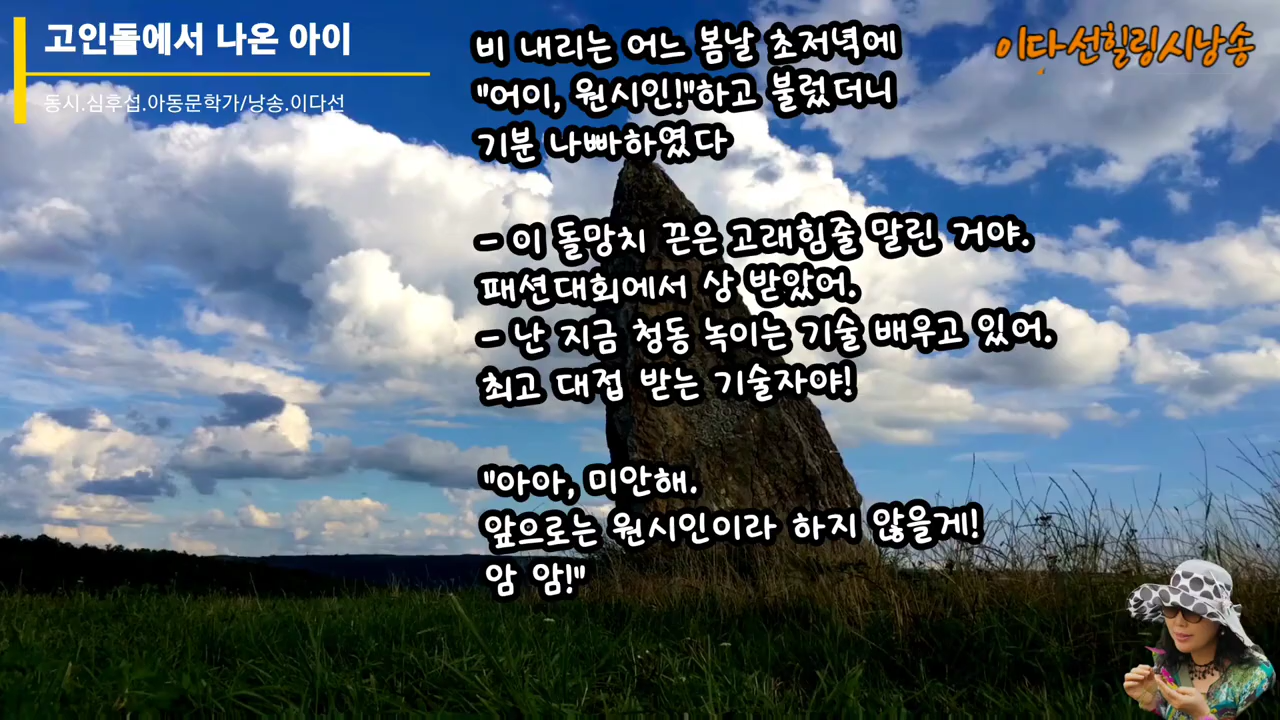 고인돌에서 나온 아이
동시.심후섭.아동문학가/낭송.이다선
이다선힐링시낭송
비 내리는 어느 봄날 초저녁에
"어이, 원시인!"하고 불렀더니
기분 나빠하였다
- 이 돌망치 끈은 고래힘줄 말린 거야.
패션대회에서 상 받았어.
- 난 지금 청동 녹이는 기술 배우고 있어.
최고 대접 받는 기술자야!
"아아, 미안해.
앞으로는 원시인이라 하지 않을게!
암 암!"